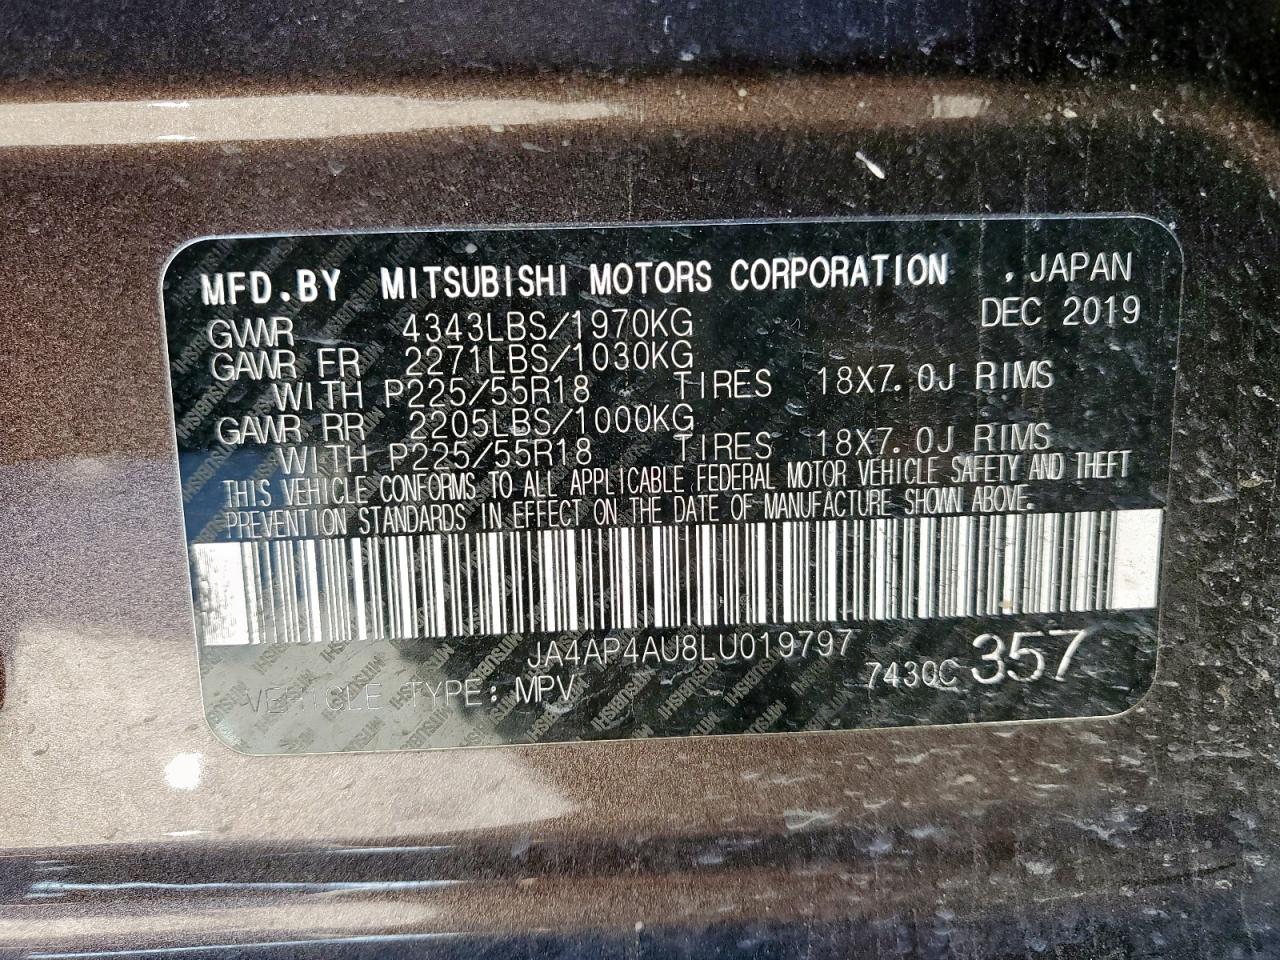 MFD.BY MITSUBISHI MOTORS CORPORATION , JAPAN
GVWR 4343LBS/1970KG DEC 2019
GAWR FR 2271LBS/1030KG
WITH P225/55R18 TIRES 18X7.0J RIMS
GAWR RR 2205LBS/1000KG
WITH P225/55R18 TIRES 18X7.0J RIMS
THIS VEHICLE CONFORMS TO ALL APPLICABLE FEDERAL MOTOR VEHICLE SAFETY AND THEFT
PREVENTION STANDARDS IN EFFECT ON THE DATE OF MANUFACTURE SHOWN ABOVE.
JA4AP4AU8LU019797
VEHICLE TYPE: MPV 7430C 357